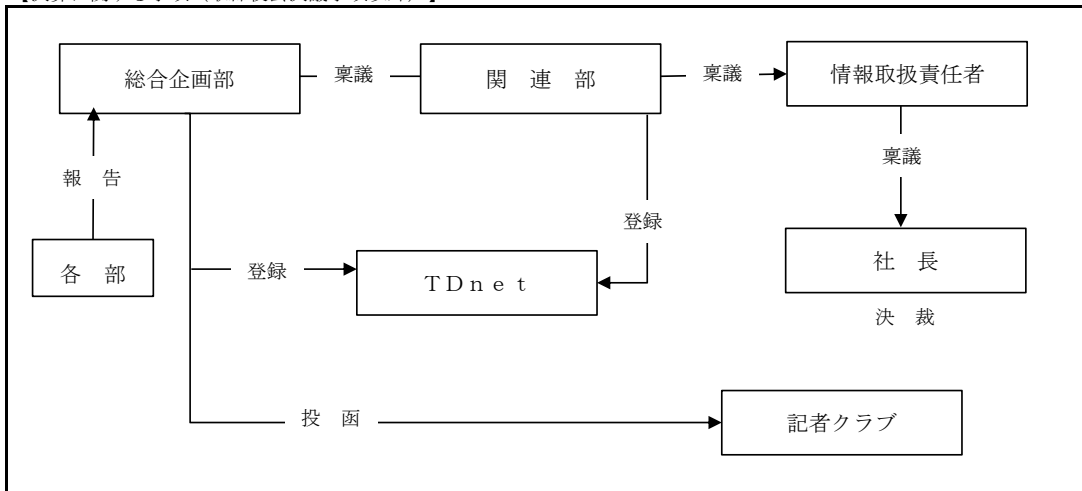 総合企画部 稟議 関 連 部 稟議 情報取扱責任者
報 告 稟議
登録
各 部 登録 TDnet 社 長
決 裁
投 函 記者クラブ